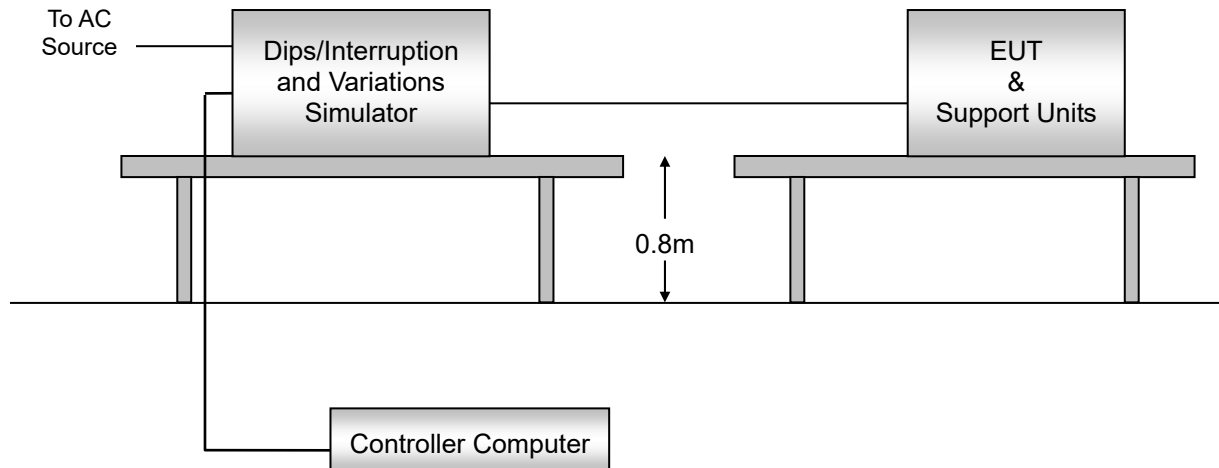 To AC
Source
Dips/Interruption
and Variations
Simulator
EUT
&
Support Units
0.8m
Controller Computer